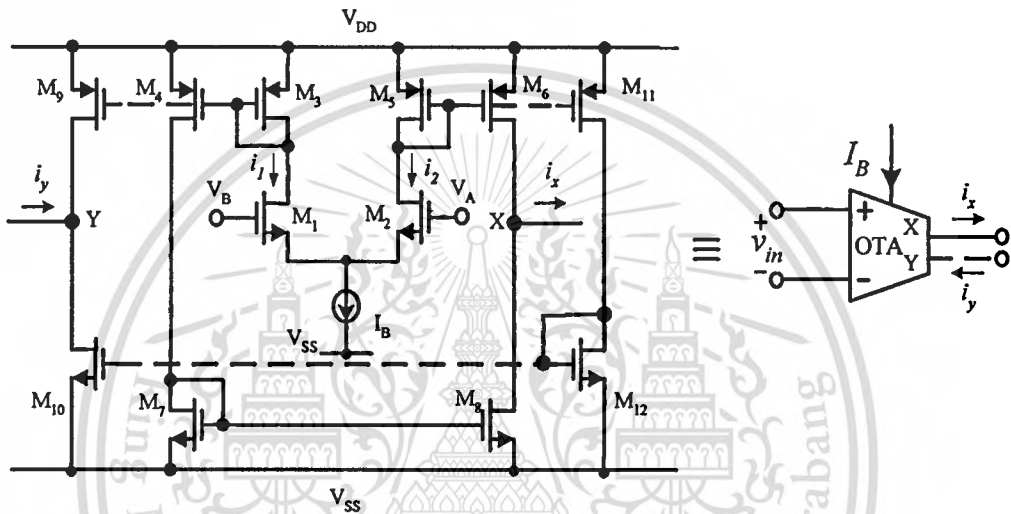 V_DD
M_9
M_4
M_3
M_5
M_6
M_11
i_y
Y
V_B
i_1
M_1
i_2
V_A
M_2
X
i_x
V_SS
I_B
M_10
M_7
M_8
M_12
V_SS
≡
I_B
+
v_in
-
+
OTA
-
X
Y
i_x
i_y
rabang